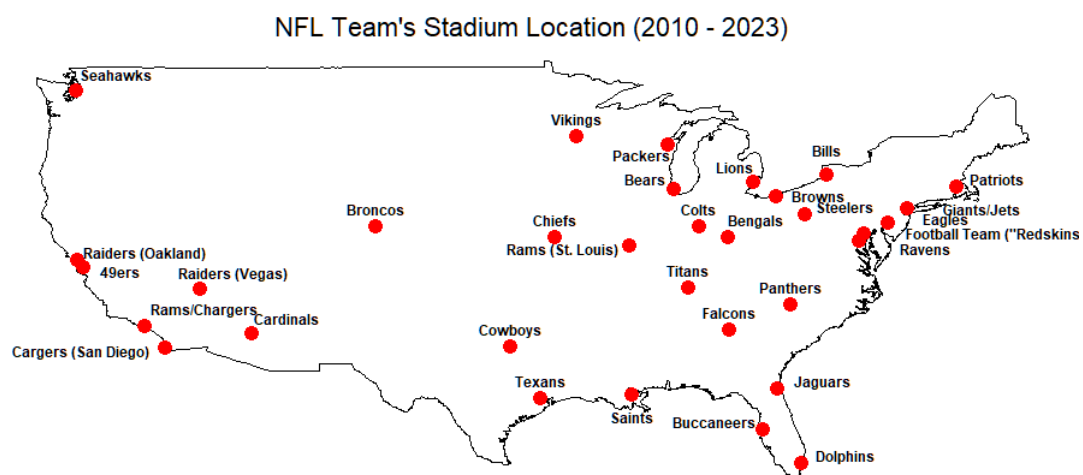 NFL Team's Stadium Location (2010 - 2023)
Seahawks
Vikings
Packers
Lions
Bills
Bears
Patriots
Browns
Steelers
Broncos
Chiefs
Colts
Bengals
Giants/Jets
Eagles
Football Team ("Redskins
Ravens
Rams (St. Louis)
Raiders (Oakland)
49ers
Raiders (Vegas)
Titans
Panthers
Rams/Chargers
Cardinals
Falcons
Cowboys
Cargers (San Diego)
Texans
Jaguars
Saints
Buccaneers
Dolphins